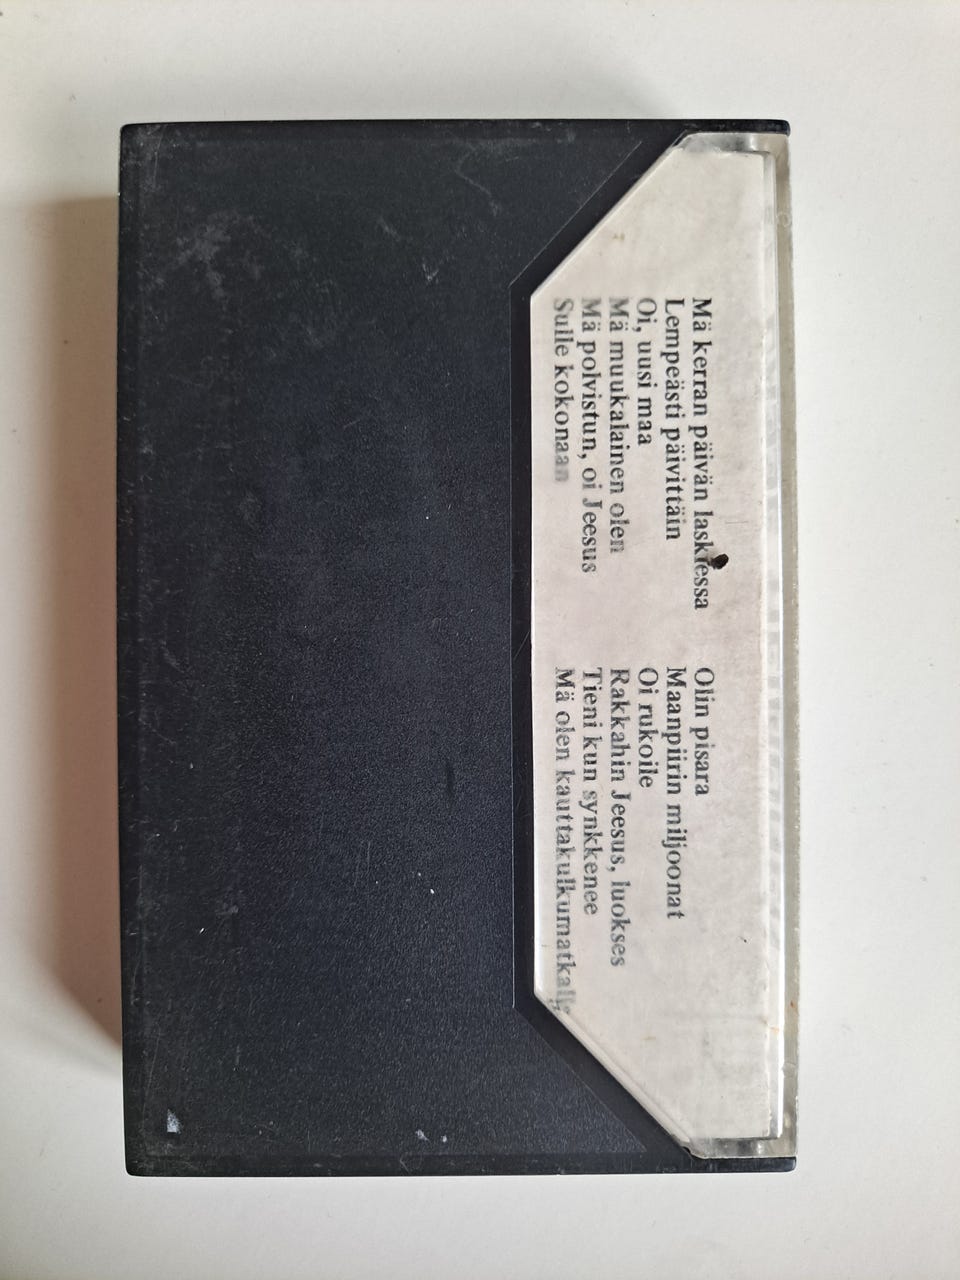 Mä kerran päivän laskiessa
Lempeästi päivittäin
Oi, uusi maa
Mä muukalainen olen
Mä polvistun, oi Jeesus
Sulle kokonaan
Olin pisara
Maanpiirin miljoonat
Oi rukoile
Rakkahin Jeesus, luokses
Tieni kun synkkenee
Mä olen